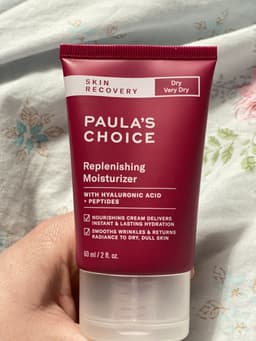 SKIN
RECOVERY
Dry
Very Dry
PAULA'S
CHOICE
Replenishing
Moisturizer
WITH HYALURONIC ACID
+ PEPTIDES
NOURISHING CREAM DELIVERS
INSTANT & LASTING HYDRATION
SMOOTHS WRINKLES & RETURNS
RADIANCE TO DRY, DULL SKIN
60 ml / 2 fl. oz.